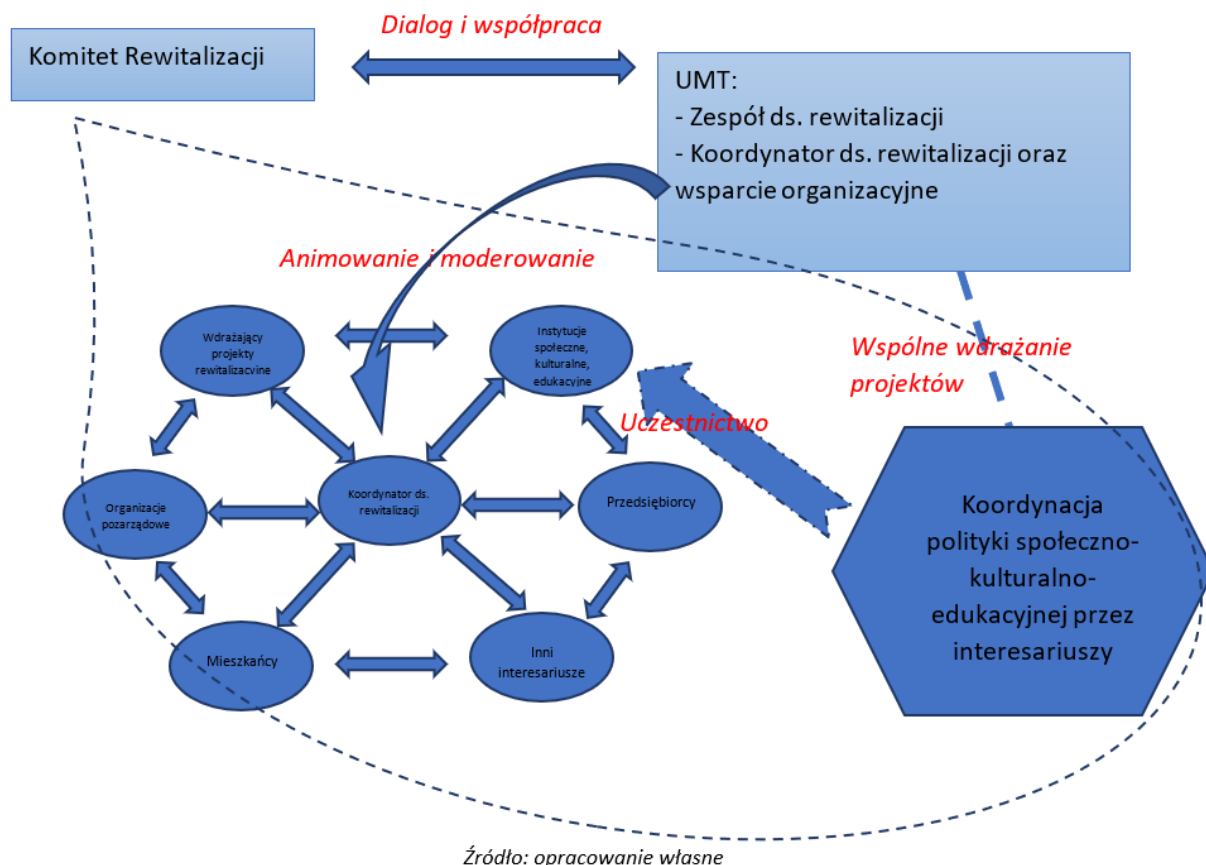 Dialog i współpraca
Komitet Rewitalizacji
UMT:
- Zespół ds. rewitalizacji
- Koordynator ds. rewitalizacji oraz
wsparcie organizacyjne
Animowanie i moderowanie
Wdrażający
projekty
rewitalizacyjne
Instytucje
społeczne,
kulturalne,
edukacyjne
Wspólne wdrażanie
projektów
Uczestnictwo
Organizacje
pozarządowe
Koordynator ds.
rewitalizacji
Przedsiębiorcy
Koordynacja
polityki społeczno-
kulturalno-
edukacyjnej przez
interesariuszy
Mieszkańcy
Inni
interesariusze
Źródło: opracowanie własne